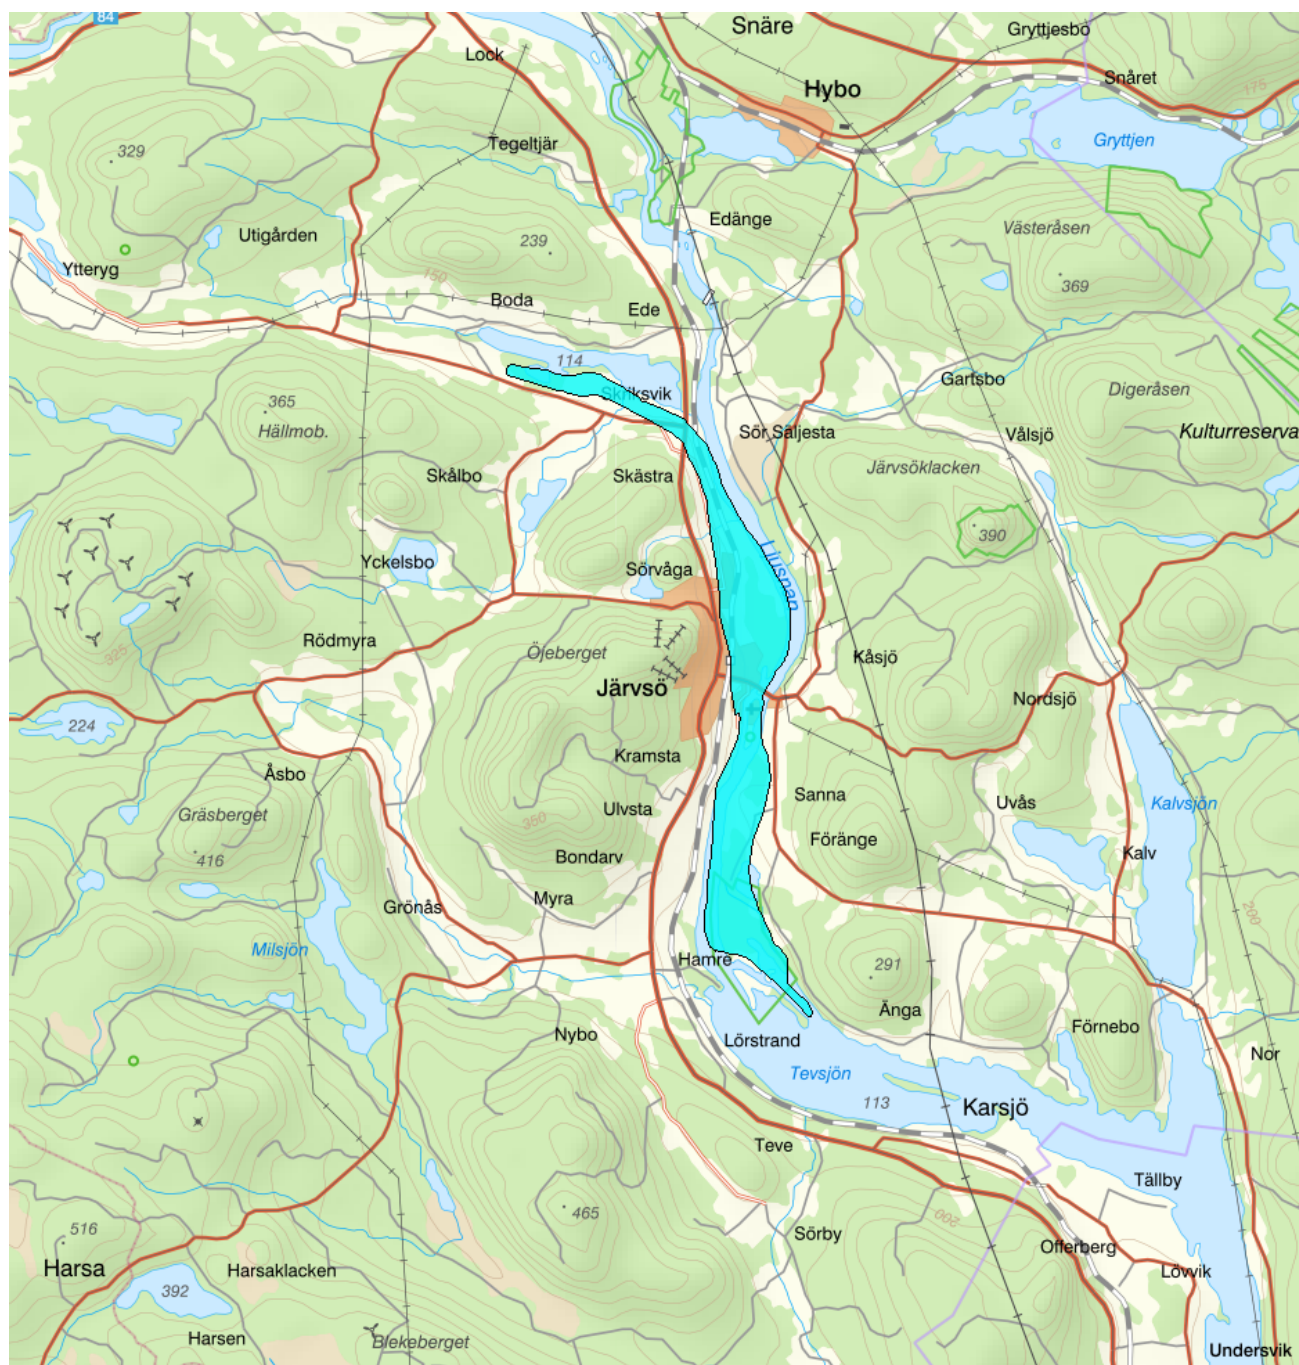 84
Snäre
Gryttjesbo
Lock
Snåret
175
Hybo
Gryttjen
Tegeltjär
329
Edänge
Västeråsen
Utigården
239
Ytteryg
150
369
Boda
Ede
114
Gartsbo
Digeråsen
Skriksvik
365
Hällmob.
Sör Säljesta
Vålsjö
Kulturreserva
Skålbo
Skästra
Järvsöklacken
390
Yckelsbo
Sörvåga
Ljusnan
325
Rödmyra
Öjeberget
Kåsjö
Järvsö
Nordsjö
224
Kramsta
Åsbo
Sanna
Uvås
Kalvsjön
Gräsberget
Ulvsta
350
Föränge
416
Bondarv
Kalv
Grönås
Myra
200
Milsjön
Hamre
291
Änga
Förnebo
Nybo
Lörstrand
Nor
Tevsjön
113
Karsjö
Teve
Tällby
465
200
516
Sörby
Offerberg
Harsa
Harsaklacken
Lövvik
392
Harsen
Blekeberget
Undersvik